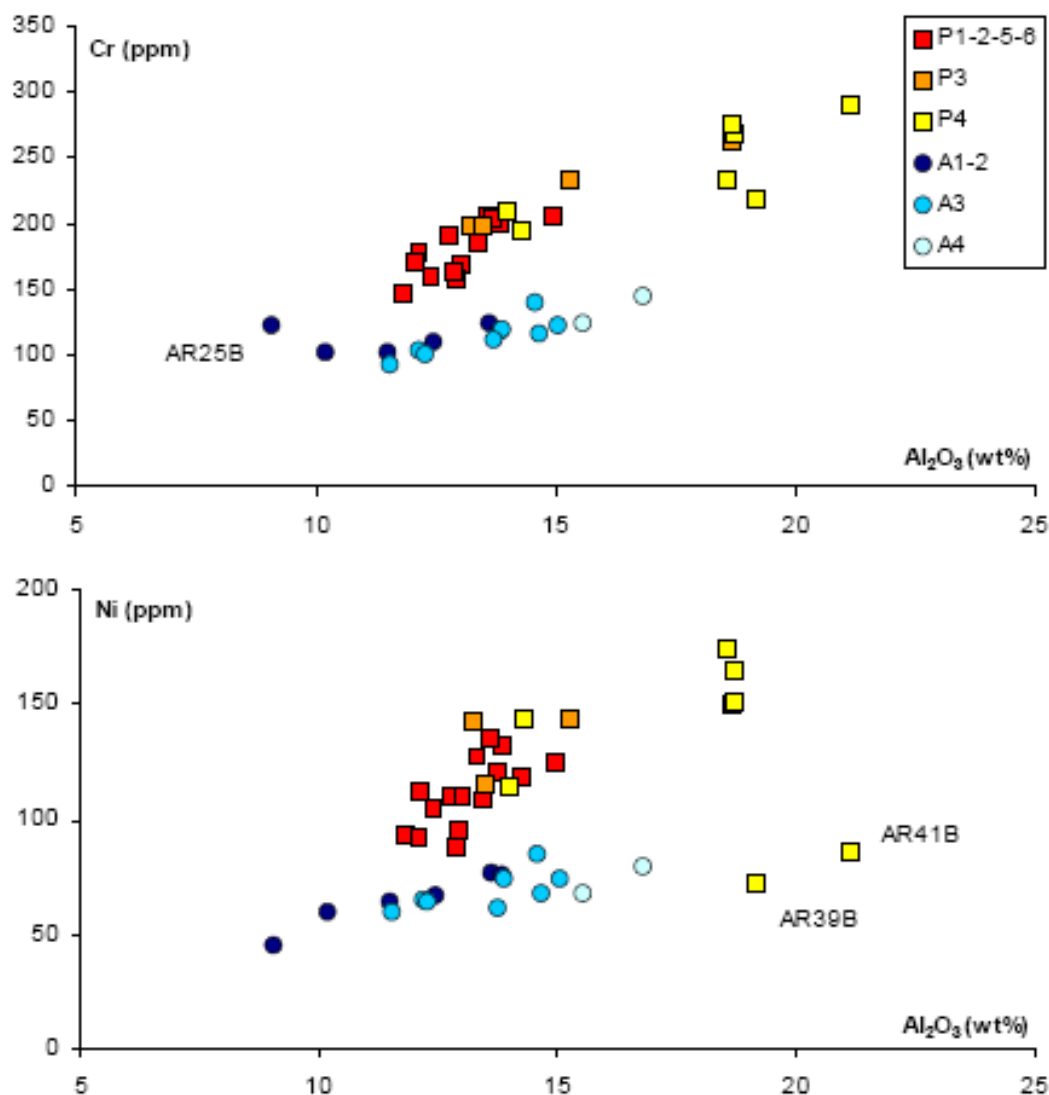 350
Cr (ppm)
300
250
200
150
100
50
0
AR25B
Al₂O₃ (wt%)
5 10 15 20 25
P1-2-5-6
P3
P4
A1-2
A3
A4
200
Ni (ppm)
150
100
50
0
AR41B
AR39B
Al₂O₃ (wt%)
5 10 15 20 25